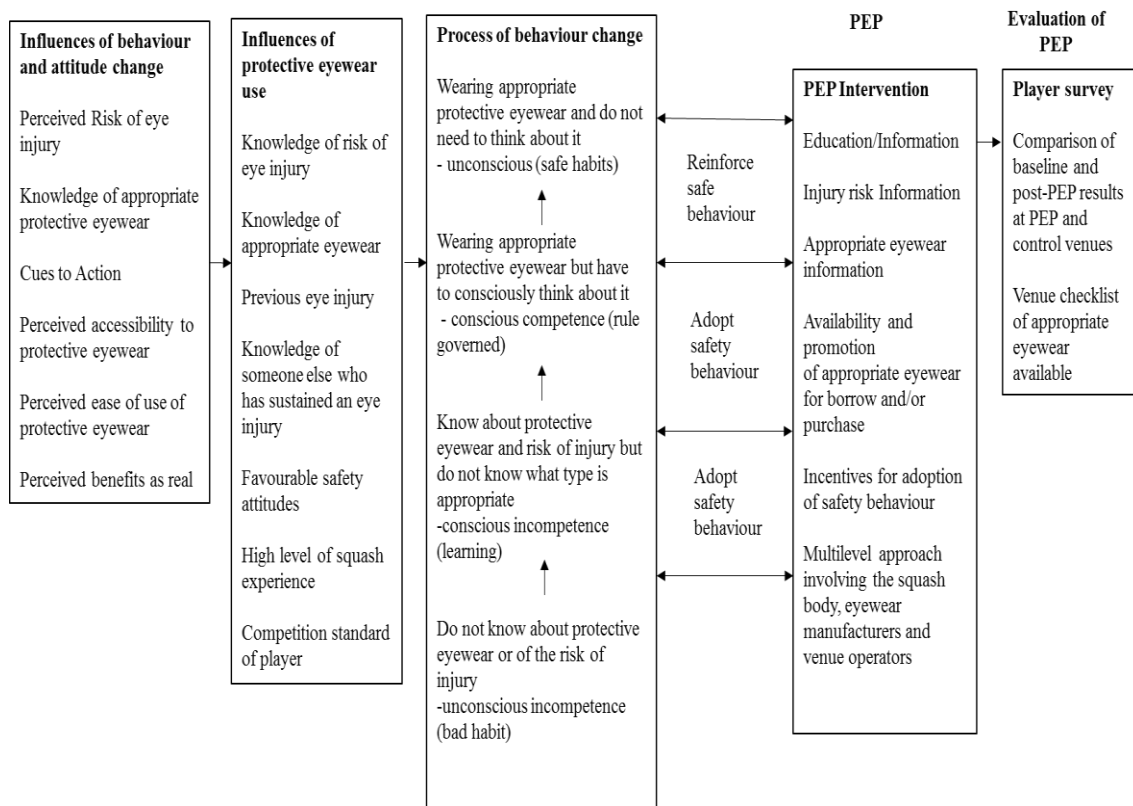 Influences of behaviour
and attitude change
Perceived Risk of eye
injury
Knowledge of appropriate
protective eyewear
Cues to Action
Perceived accessibility to
protective eyewear
Perceived ease of use of
protective eyewear
Perceived benefits as real
Influences of
protective eyewear
use
Knowledge of risk of
eye injury
Knowledge of
appropriate eyewear
Previous eye injury
Knowledge of
someone else who
has sustained an eye
injury
Favourable safety
attitudes
High level of squash
experience
Competition standard
of player
Process of behaviour change
Wearing appropriate
protective eyewear and do not
need to think about it
- unconscious (safe habits)
Wearing appropriate
protective eyewear but have
to consciously think about it
- conscious competence (rule
governed)
Know about protective
eyewear and risk of injury but
do not know what type is
appropriate
-conscious incompetence
(learning)
Do not know about protective
eyewear or of the risk of
injury
-unconscious incompetence
(bad habit)
Reinforce
safe
behaviour
Adopt
safety
behaviour
Adopt
safety
behaviour
PEP
PEP Intervention
Education/Information
Injury risk Information
Appropriate eyewear
information
Availability and
promotion
of appropriate eyewear
for borrow and/or
purchase
Incentives for adoption
of safety behaviour
Multilevel approach
involving the squash
body, eyewear
manufacturers and
venue operators
Evaluation of
PEP
Player survey
Comparison of
baseline and
post-PEP results
at PEP and
control venues
Venue checklist
of appropriate
eyewear
available